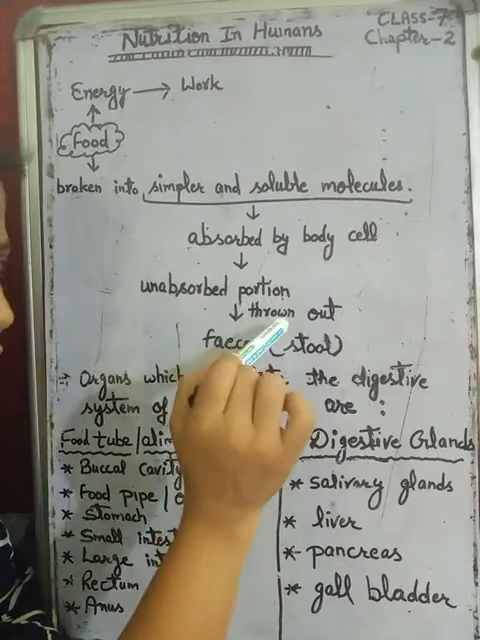 Nutrition In Humans
CLASS-7
Chapter-2
Energy → Work
↑
Food
↓
broken into simpler and soluble molecules.
↓
absorbed by body cell
↓
unabsorbed portion
↓ thrown out
(stool)
:- Organs which the digestive
system of are :
Food tube/
* Buccal cavity
* Food pipe /
* Stomach
* Small
* Large
* Rectum
* Anus
Digestive Glands
* salivary glands
* liver
* pancreas
* gall bladder